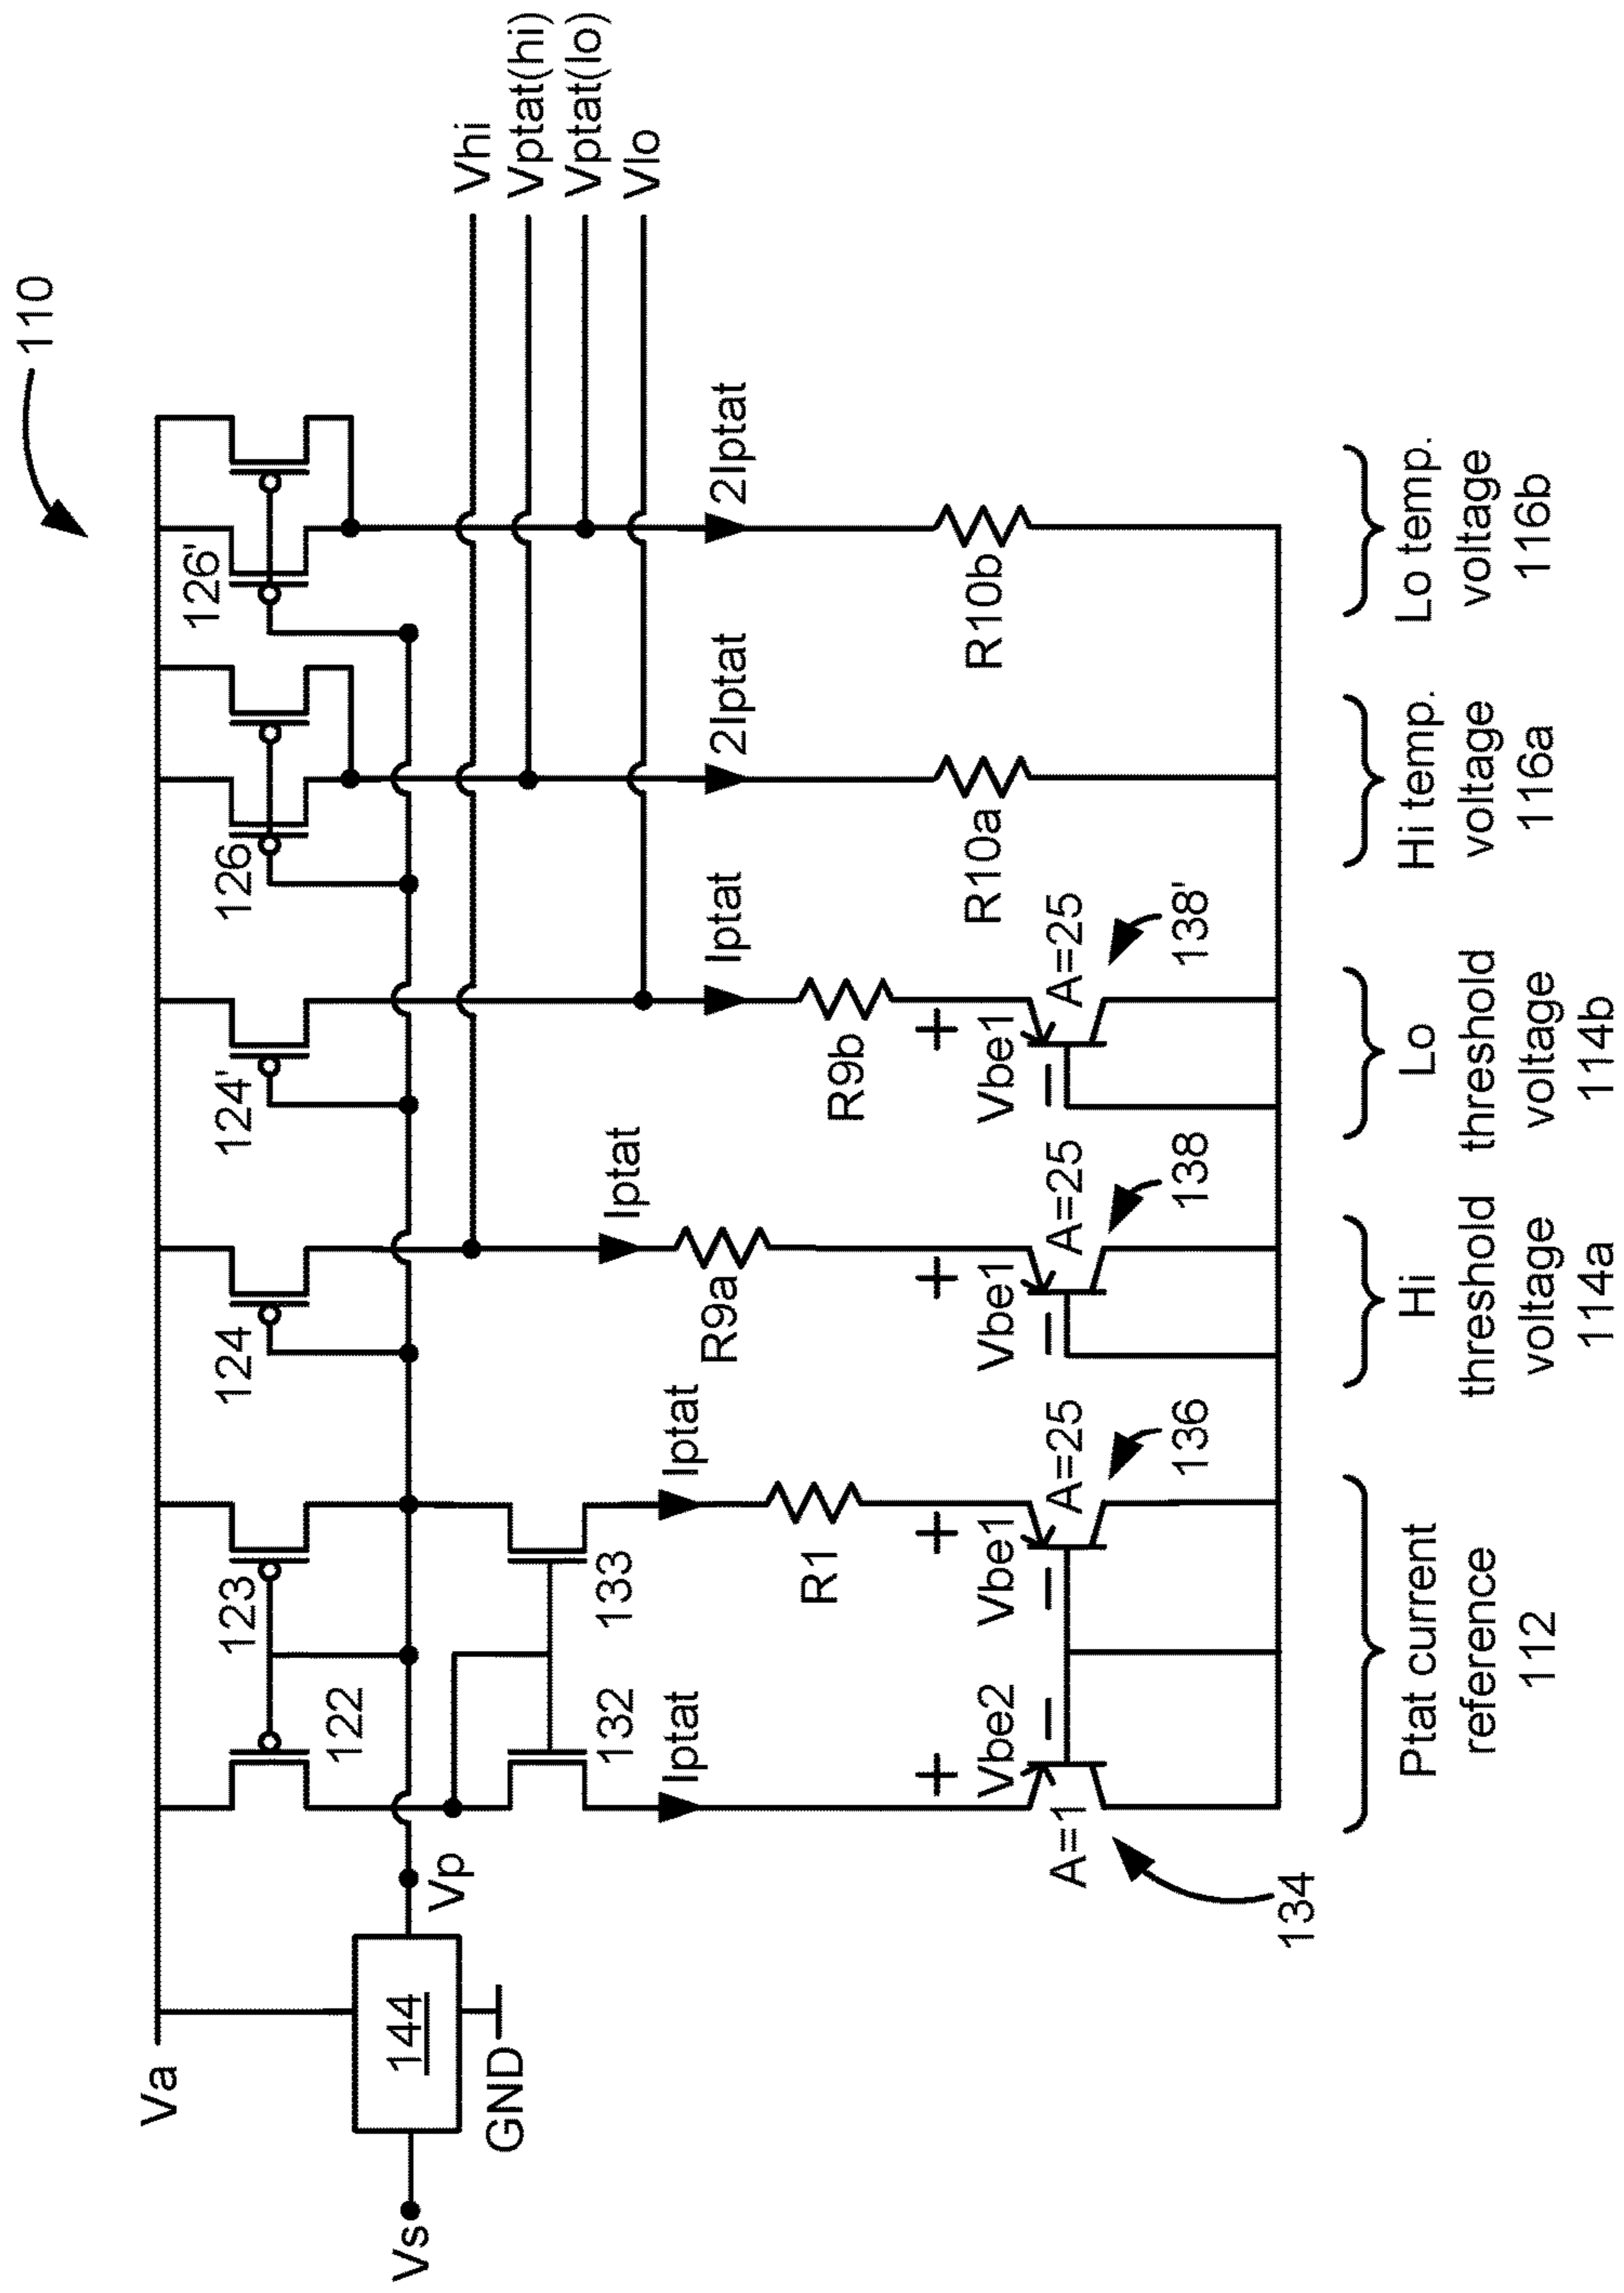 110
Va
Vs
144
GND
Vp
122
123
124
124'
126
126'
Vhi
Vptat(hi)
Vptat(lo)
Vlo
132
133
Iptat
Iptat
Iptat
Iptat
2Iptat
2Iptat
R1
R9a
R9b
R10a
R10b
+
Vbe2
–
A=1
134
+
Vbe1
–
A=25
136
+
Vbe1
–
A=25
138
+
Vbe1
–
A=25
138'
Ptat current
reference
112
Hi
threshold
voltage
114a
Lo
threshold
voltage
114b
Hi temp.
voltage
116a
Lo temp.
voltage
116b